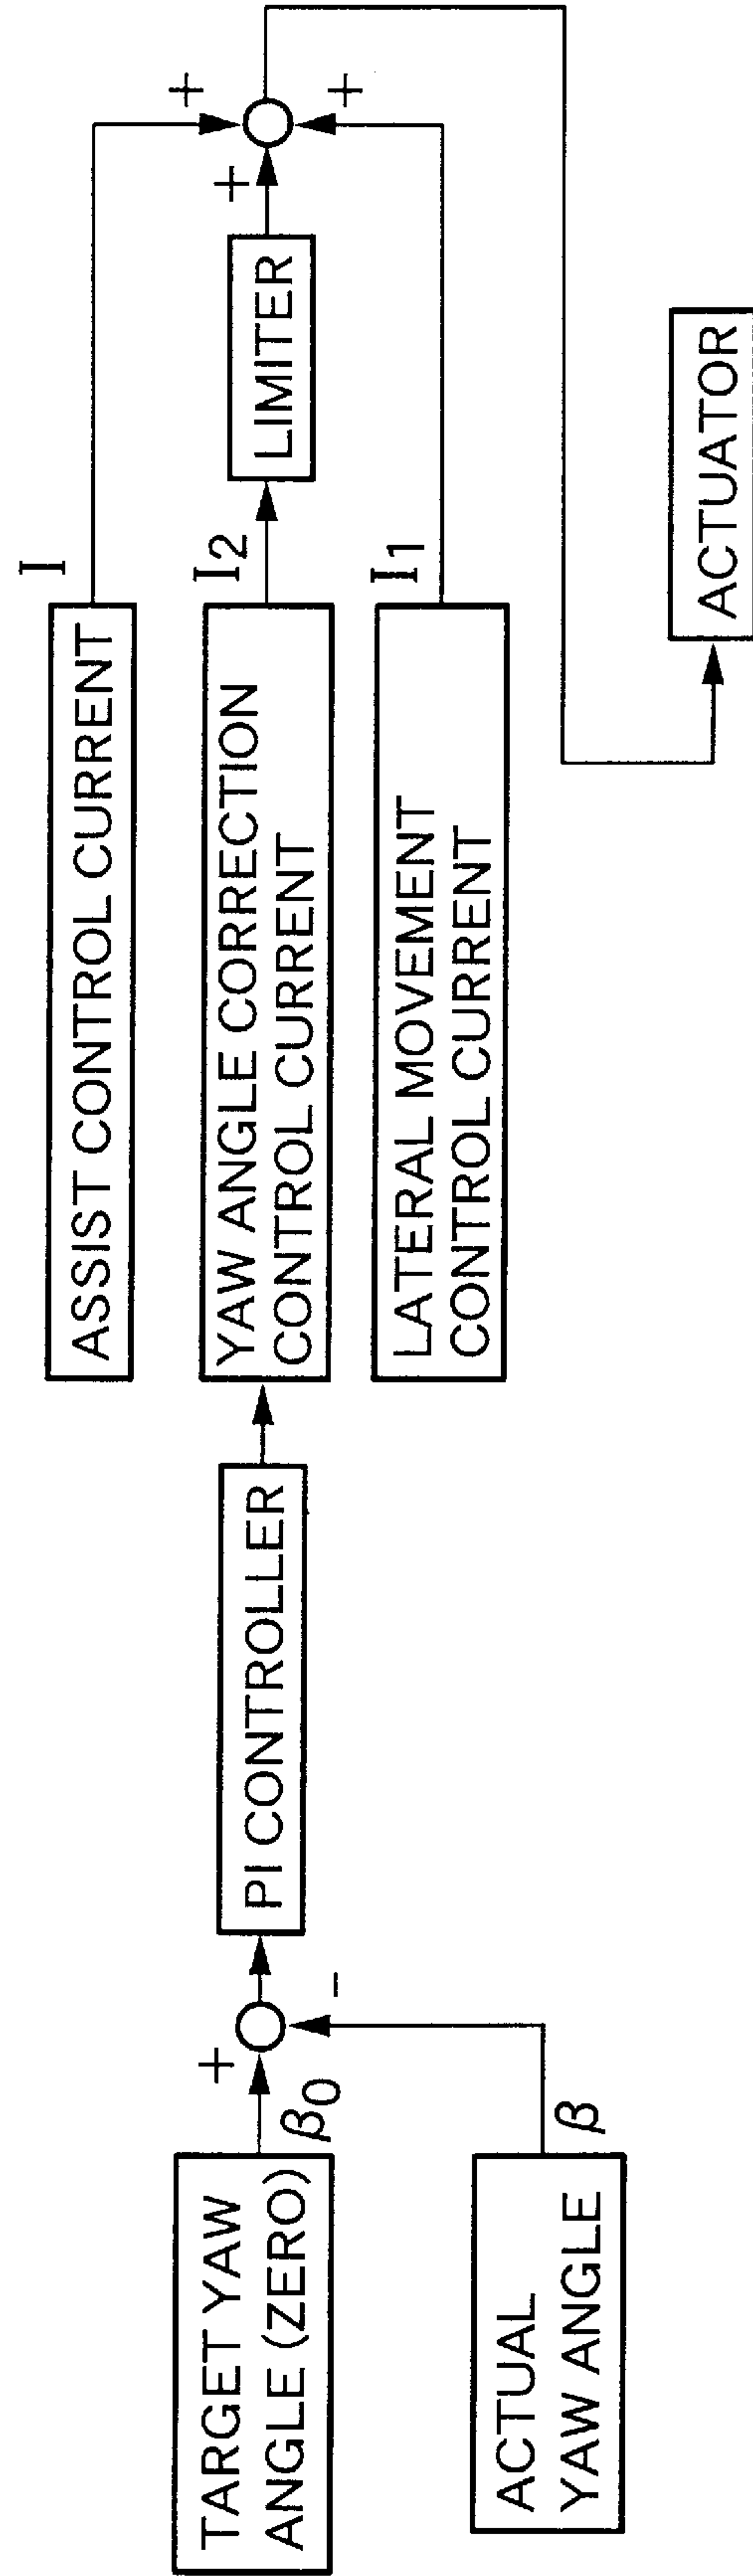 TARGET YAW
ANGLE (ZERO)
β0
+
ACTUAL
YAW ANGLE
β
-
PI CONTROLLER
ASSIST CONTROL CURRENT
I
+
YAW ANGLE CORRECTION
CONTROL CURRENT
I2
LIMITER
+
LATERAL MOVEMENT
CONTROL CURRENT
I1
+
ACTUATOR